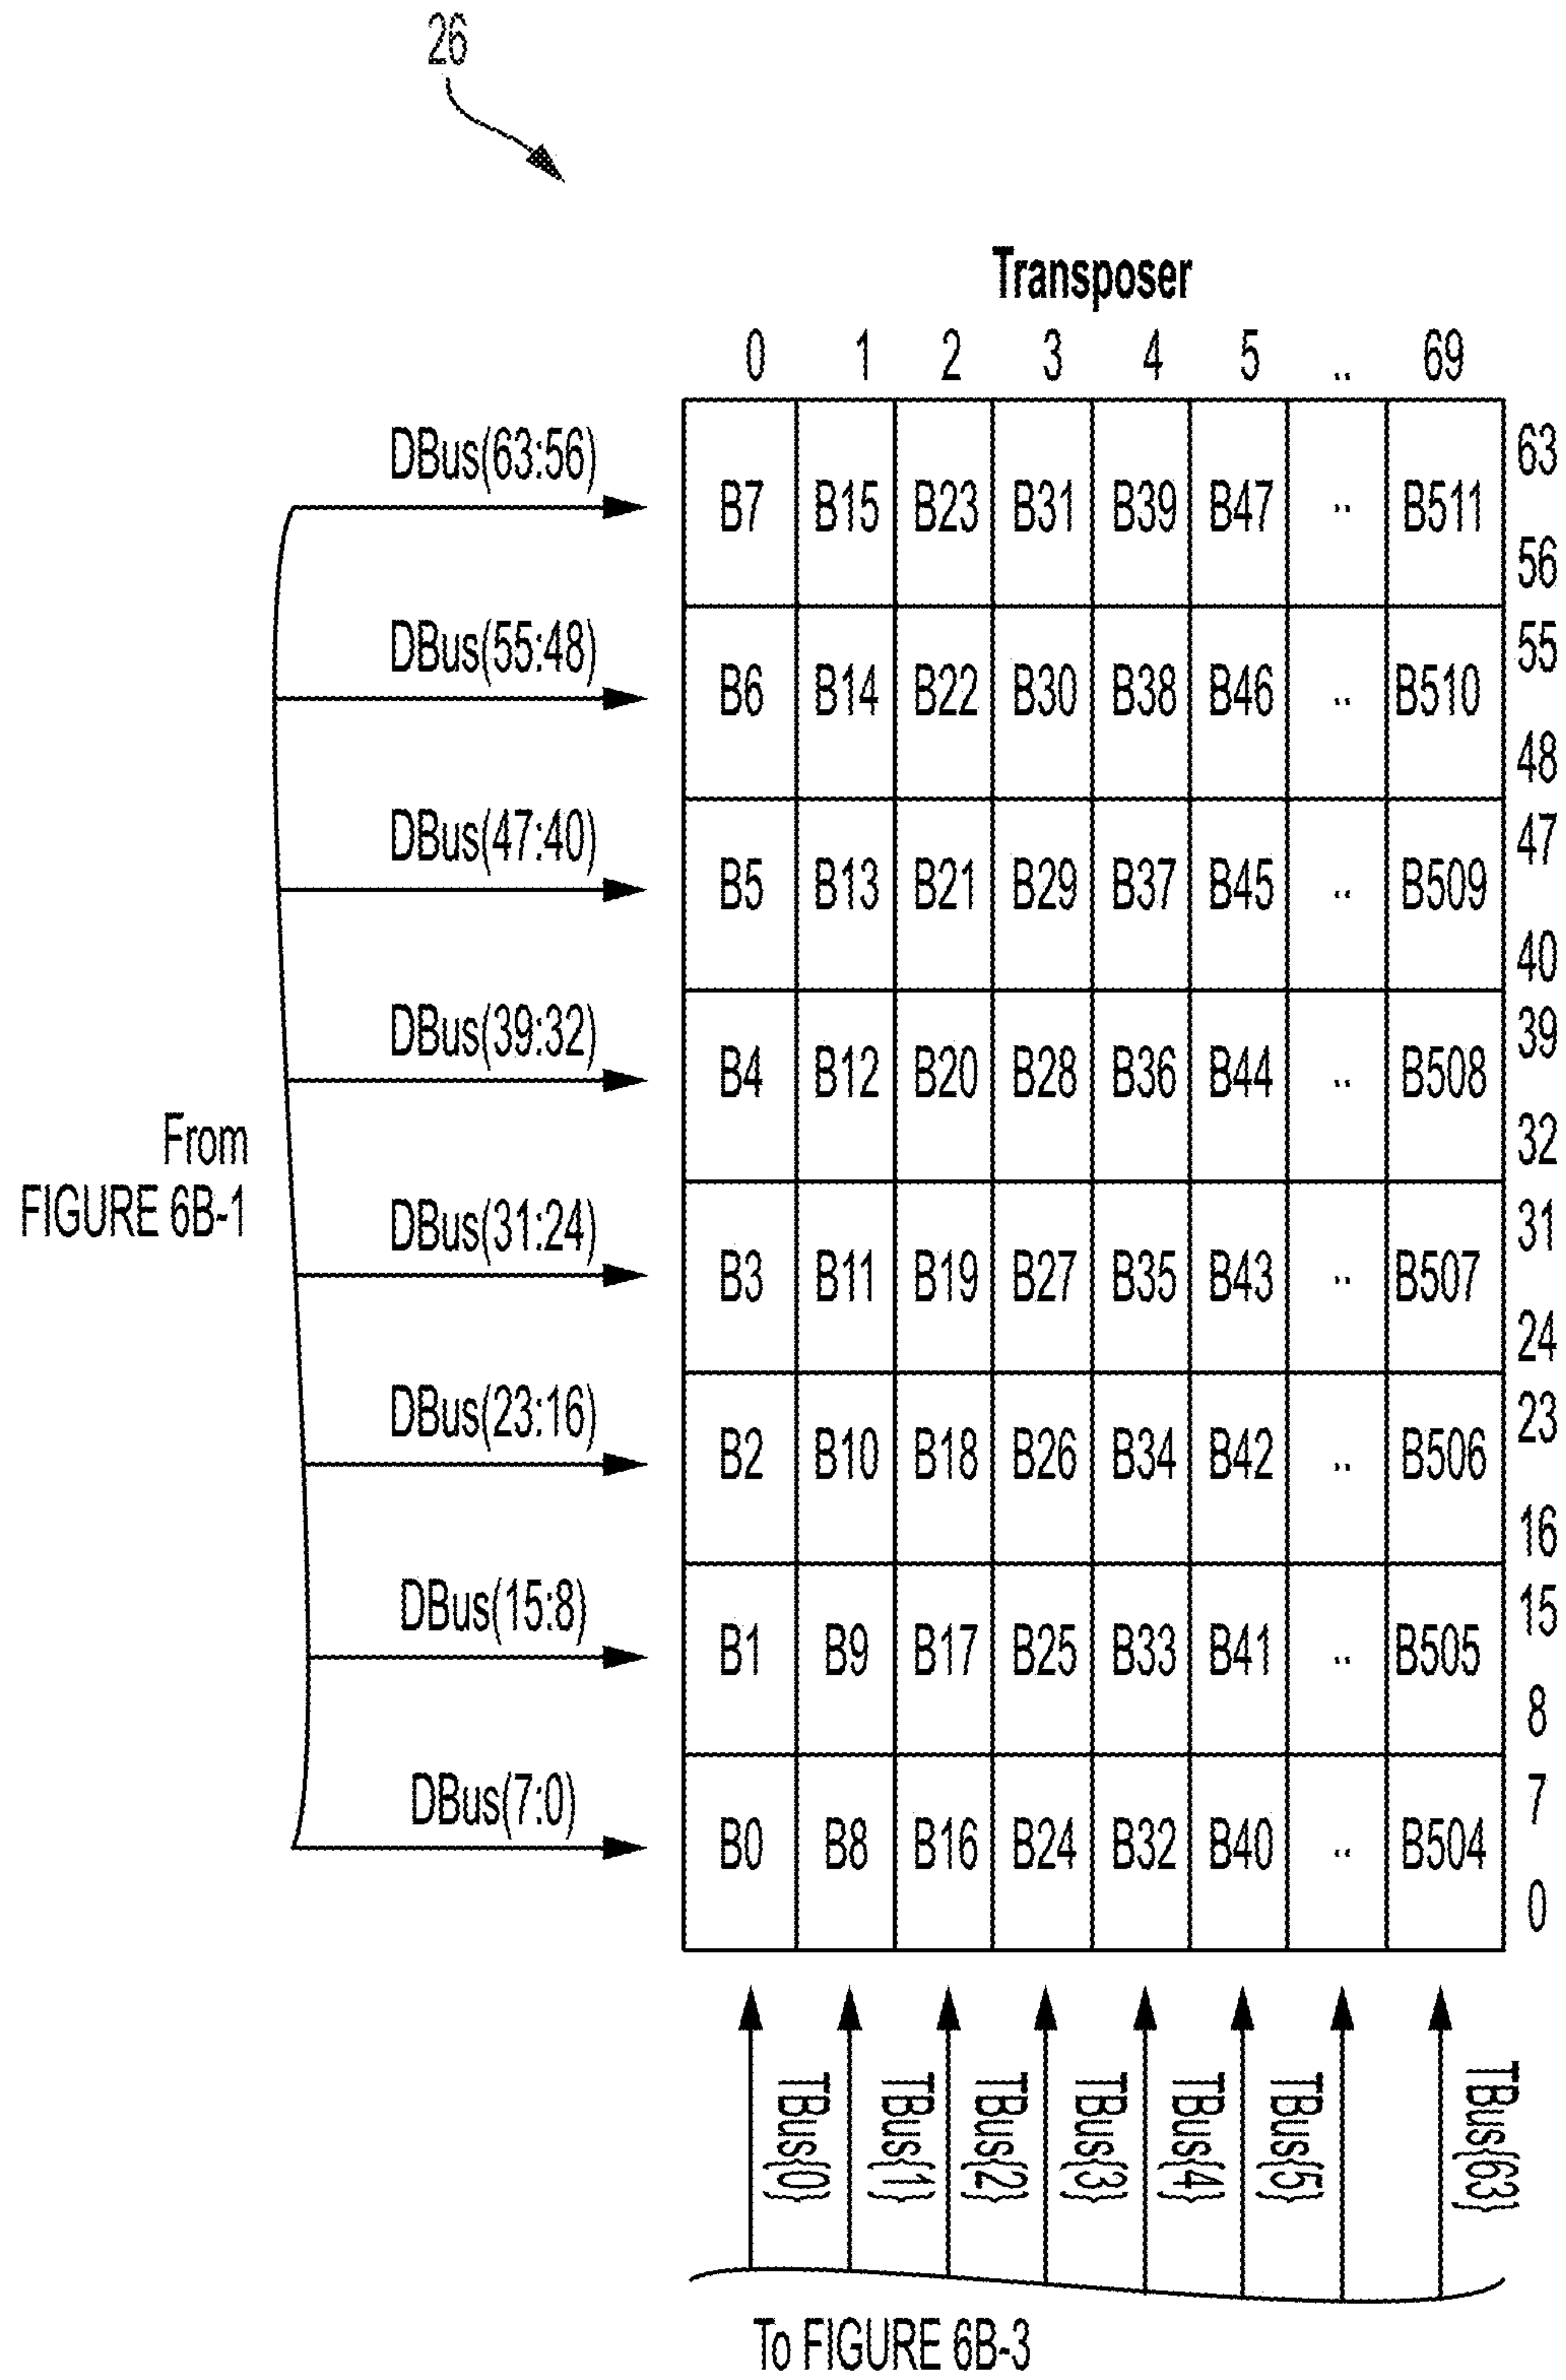 26
Transposer
0 1 2 3 4 5 .. 69
DBus(63:56)
B7 B15 B23 B31 B39 B47 .. B511
63
56
DBus(55:48)
B6 B14 B22 B30 B38 B46 .. B510
55
48
DBus(47:40)
B5 B13 B21 B29 B37 B45 .. B509
47
40
DBus(39:32)
B4 B12 B20 B28 B36 B44 .. B508
39
32
From
FIGURE 6B-1
DBus(31:24)
B3 B11 B19 B27 B35 B43 .. B507
31
24
DBus(23:16)
B2 B10 B18 B26 B34 B42 .. B506
23
16
DBus(15:8)
B1 B9 B17 B25 B33 B41 .. B505
15
8
DBus(7:0)
B0 B8 B16 B24 B32 B40 .. B504
7
0
TBus{0}
TBus{1}
TBus{2}
TBus{3}
TBus{4}
TBus{5}
TBus{63}
To FIGURE 6B-3